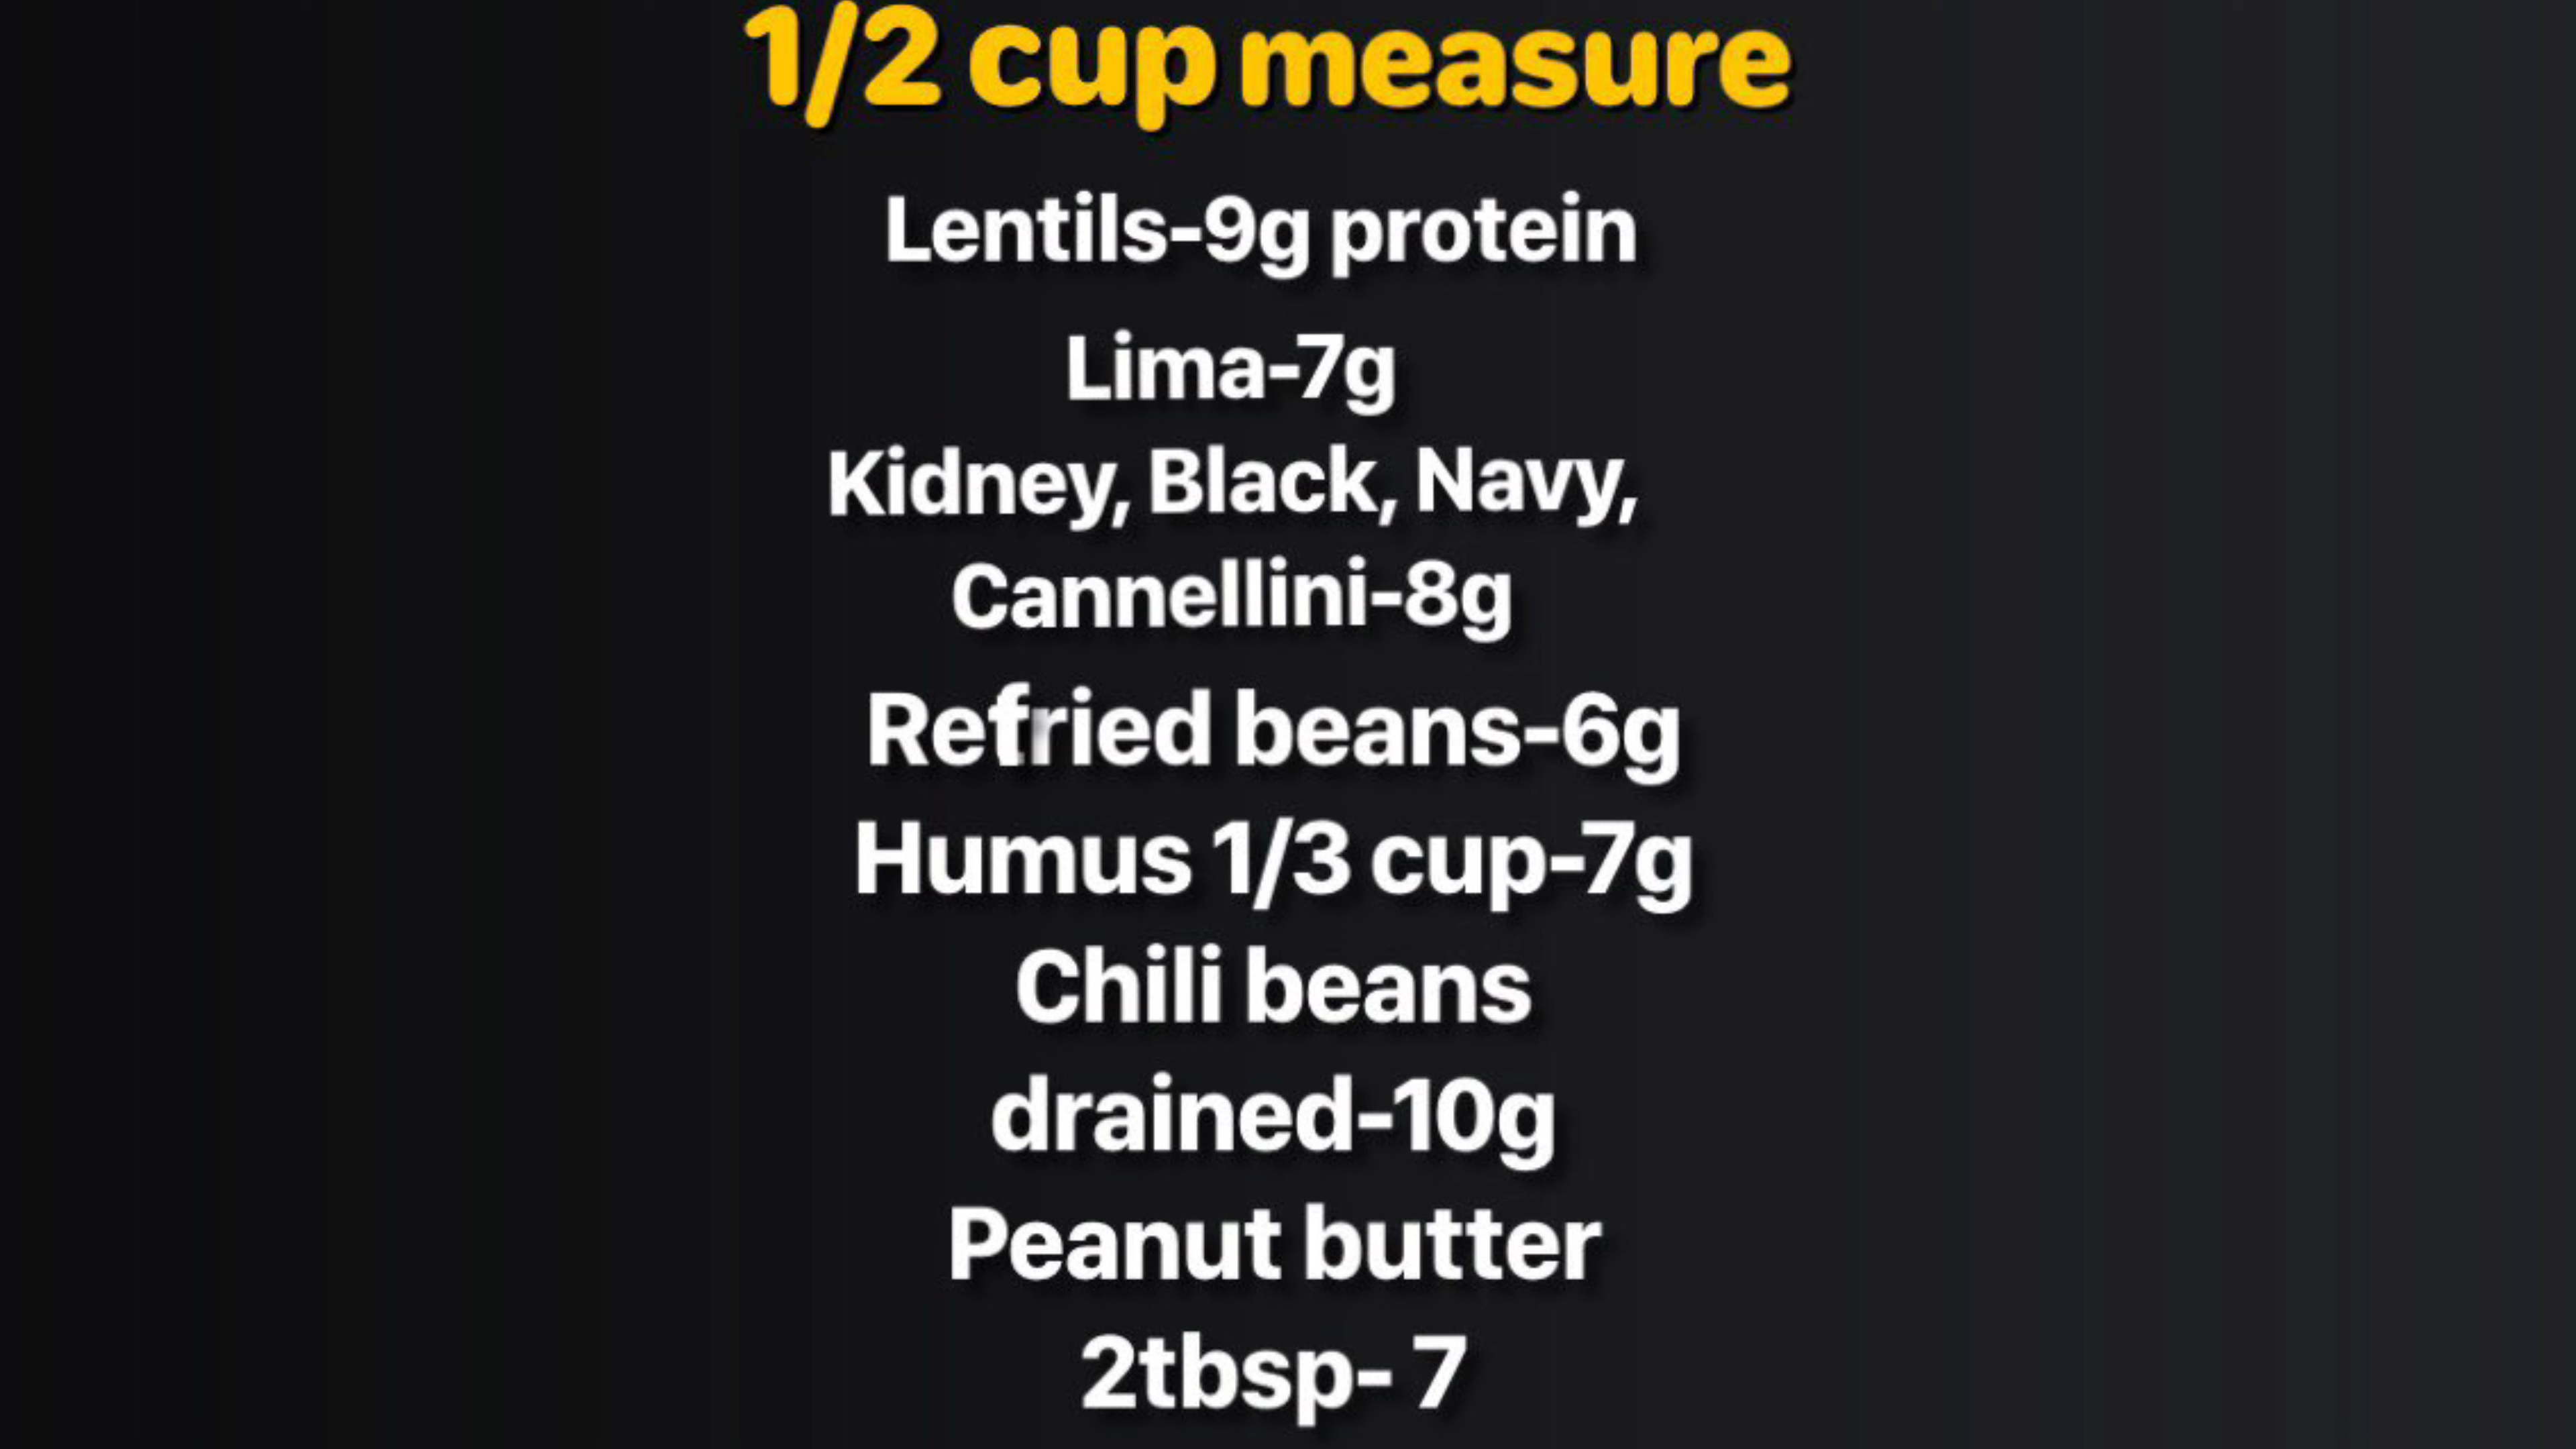 1/2 cup measure
Lentils-9g protein
Lima-7g
Kidney, Black, Navy,
Cannellini-8g
Refried beans-6g
Humus 1/3 cup-7g
Chili beans
drained-10g
Peanut butter
2tbsp- 7